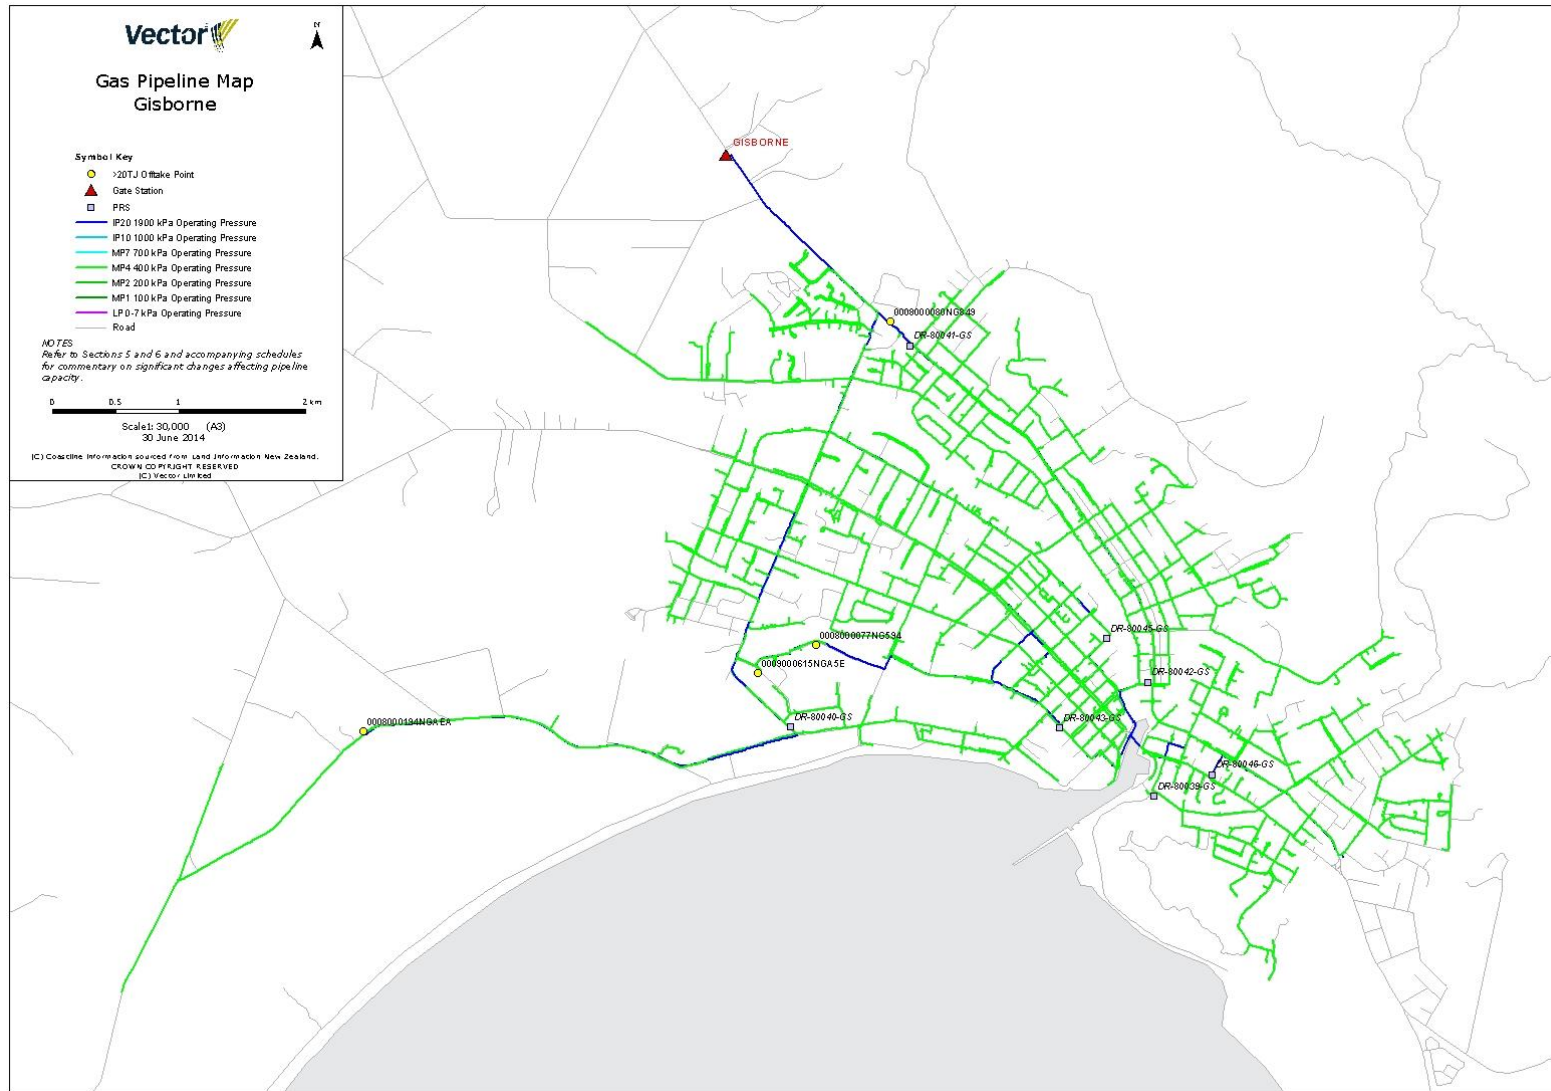 Vector
N
Gas Pipeline Map
Gisborne
Symbol Key
>20TJ Offtake Point
Gate Station
PRS
IP20 1900 kPa Operating Pressure
IP10 1000 kPa Operating Pressure
MP7 700 kPa Operating Pressure
MP4 400 kPa Operating Pressure
MP2 200 kPa Operating Pressure
MP1 100 kPa Operating Pressure
LP 0-7 kPa Operating Pressure
Road
NOTES
Refer to Sections 5 and 6 and accompanying schedules
for commentary on significant changes affecting pipeline
capacity.
0 0.5 1 2 km
Scale1: 30,000 (A3)
30 June 2014
(C) Coastline information sourced from Land Information New Zealand.
CROWN COPYRIGHT RESERVED
(C) Vector Limited
GISBORNE
DR-80041-GS
DR-80045-GS
0008000077NG594
0009000615NGA5E
DR-80042-GS
0008000194NGAEA
DR-80040-GS
DR-80043-GS
DR-80046-GS
DR-80039-GS